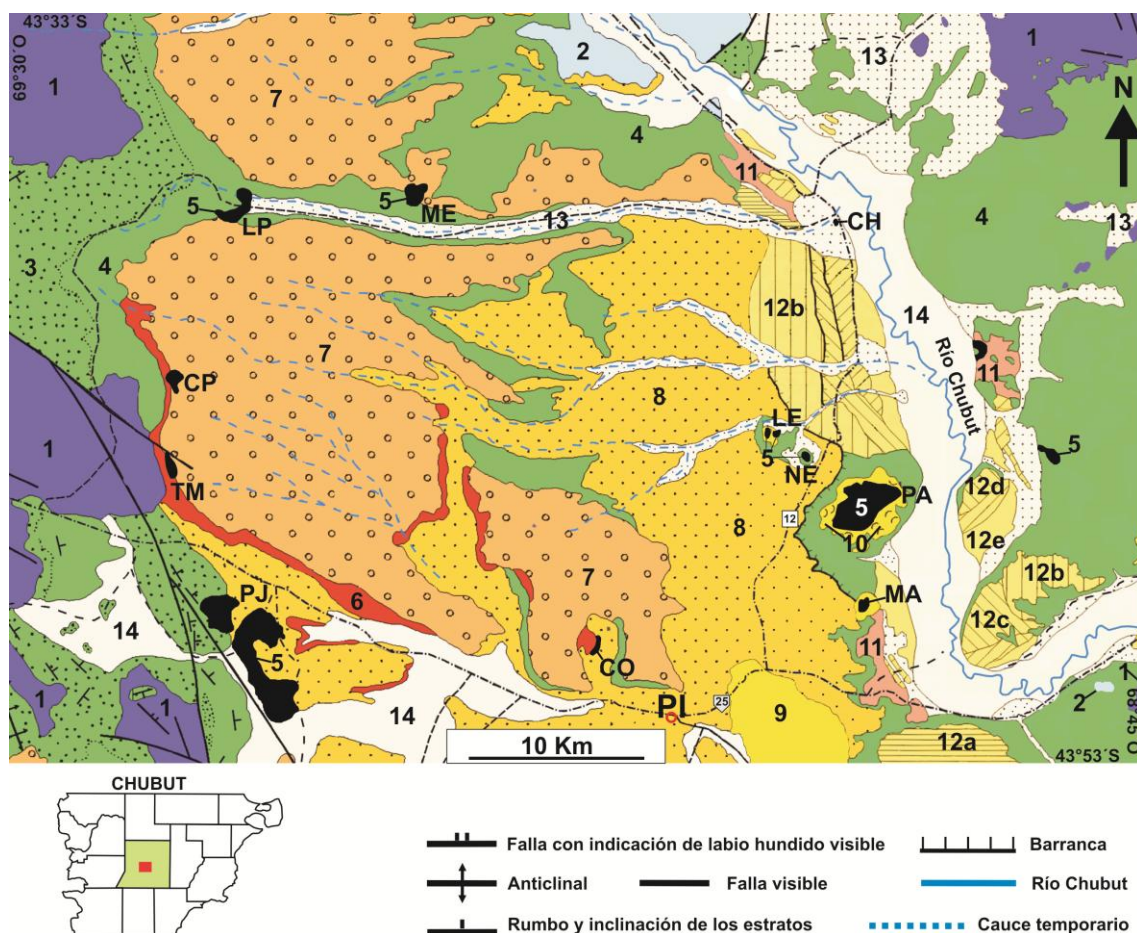 43°33´S
69°30´O
1
7
2
13
1
N
4
11
5
ME
5
LP
13
CH
4
13
3
4
12b
14
7
Río Chubut
11
CP
8
LE
5
1
5
NE
TM
PA
5
12d
12
10
12e
8
7
12b
PJ
MA
6
12c
14
5
11
CO
1
1
14
PI
25
9
2
68°45´O
10 Km
12a
43°53´S
CHUBUT
Falla con indicación de labio hundido visible
Barranca
Anticlinal
Falla visible
Río Chubut
Rumbo y inclinación de los estratos
Cauce temporario